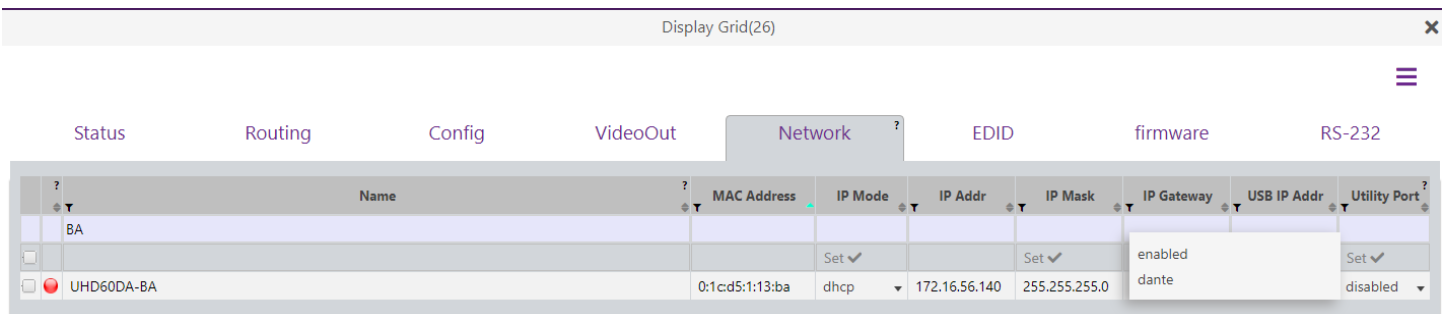 Display Grid(26)
Status Routing Config VideoOut Network ? EDID firmware RS-232
? Name ? MAC Address IP Mode IP Addr IP Mask IP Gateway USB IP Addr Utility Port ?
BA
Set Set enabled Set
dante
UHD60DA-BA 0:1c:d5:1:13:ba dhcp 172.16.56.140 255.255.255.0 disabled